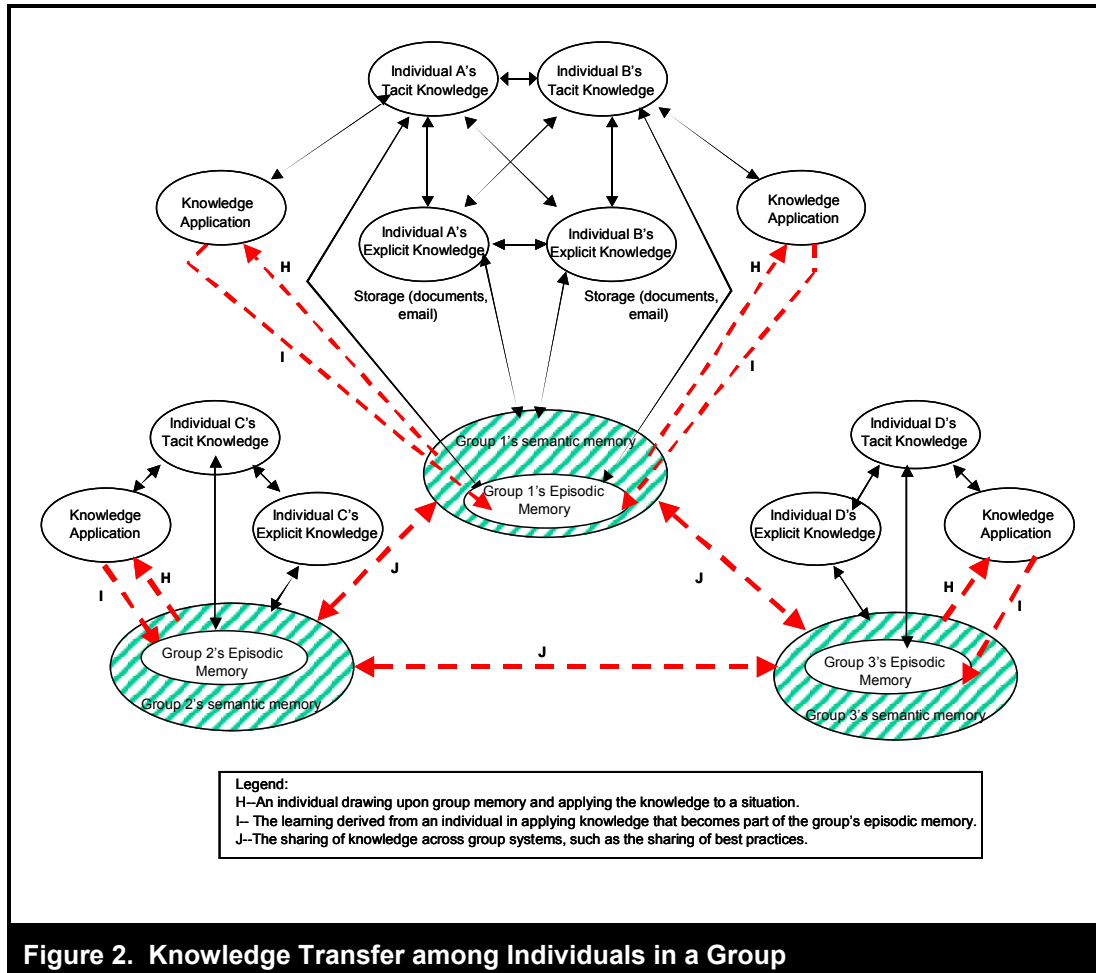 Individual A's
Tacit Knowledge
Individual B's
Tacit Knowledge
Knowledge
Application
Knowledge
Application
Individual A's
Explicit Knowledge
Individual B's
Explicit Knowledge
H
H
Storage (documents,
email)
Storage (documents,
email)
I
I
Individual C's
Tacit Knowledge
Group 1's semantic memory
Individual D's
Tacit Knowledge
Group 1's Episodic
Memory
Knowledge
Application
Individual C's
Explicit Knowledge
Individual D's
Explicit Knowledge
Knowledge
Application
J
J
H
I
H
I
J
Group 2's Episodic
Memory
Group 2's semantic memory
Group 3's Episodic
Memory
Group 3's semantic memory
Legend:
H--An individual drawing upon group memory and applying the knowledge to a situation.
I-- The learning derived from an individual in applying knowledge that becomes part of the group's episodic memory.
J--The sharing of knowledge across group systems, such as the sharing of best practices.
Figure 2. Knowledge Transfer among Individuals in a Group